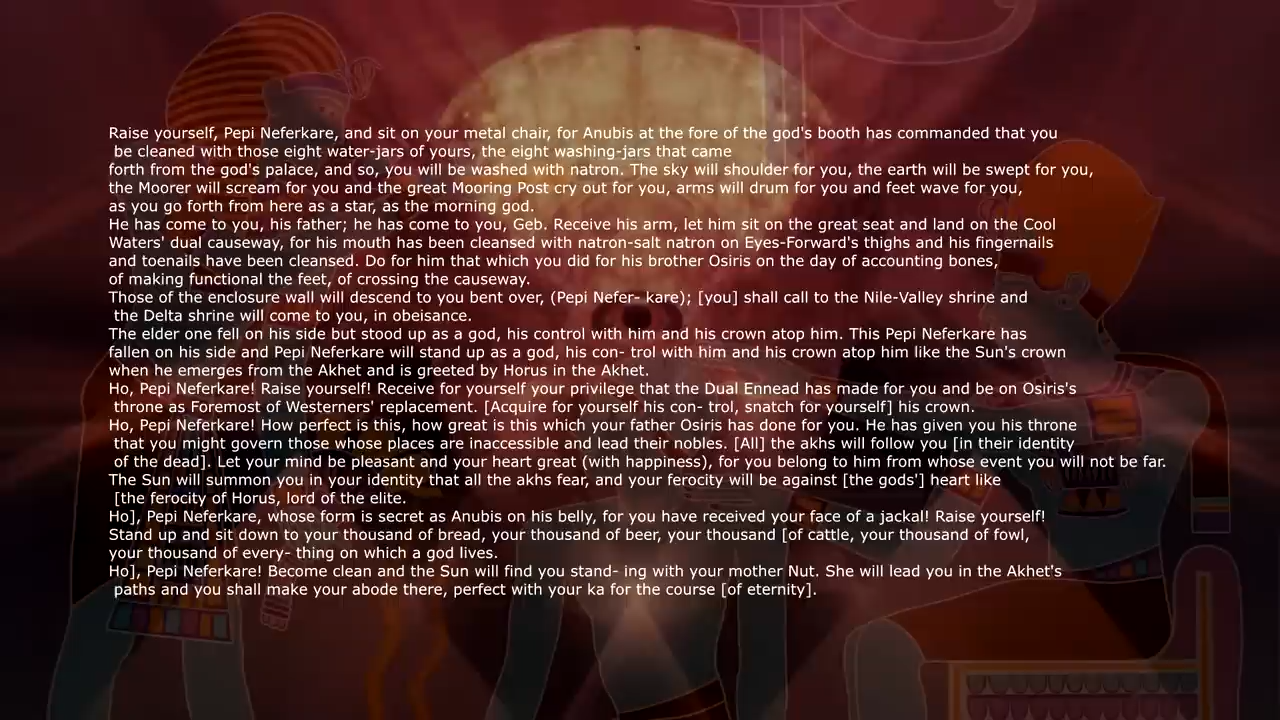 Raise yourself, Pepi Neferkare, and sit on your metal chair, for Anubis at the fore of the god's booth has commanded that you
be cleaned with those eight water-jars of yours, the eight washing-jars that came
forth from the god's palace, and so, you will be washed with natron. The sky will shoulder for you, the earth will be swept for you,
the Moorer will scream for you and the great Mooring Post cry out for you, arms will drum for you and feet wave for you,
as you go forth from here as a star, as the morning god.
He has come to you, his father; he has come to you, Geb. Receive his arm, let him sit on the great seat and land on the Cool
Waters' dual causeway, for his mouth has been cleansed with natron-salt natron on Eyes-Forward's thighs and his fingernails
and toenails have been cleansed. Do for him that which you did for his brother Osiris on the day of accounting bones,
of making functional the feet, of crossing the causeway.
Those of the enclosure wall will descend to you bent over, (Pepi Nefer- kare); [you] shall call to the Nile-Valley shrine and
the Delta shrine will come to you, in obeisance.
The elder one fell on his side but stood up as a god, his control with him and his crown atop him. This Pepi Neferkare has
fallen on his side and Pepi Neferkare will stand up as a god, his con- trol with him and his crown atop him like the Sun's crown
when he emerges from the Akhet and is greeted by Horus in the Akhet.
Ho, Pepi Neferkare! Raise yourself! Receive for yourself your privilege that the Dual Ennead has made for you and be on Osiris's
throne as Foremost of Westerners' replacement. [Acquire for yourself his con- trol, snatch for yourself] his crown.
Ho, Pepi Neferkare! How perfect is this, how great is this which your father Osiris has done for you. He has given you his throne
that you might govern those whose places are inaccessible and lead their nobles. [All] the akhs will follow you [in their identity
of the dead]. Let your mind be pleasant and your heart great (with happiness), for you belong to him from whose event you will not be far.
The Sun will summon you in your identity that all the akhs fear, and your ferocity will be against [the gods'] heart like
[the ferocity of Horus, lord of the elite.
Ho], Pepi Neferkare, whose form is secret as Anubis on his belly, for you have received your face of a jackal! Raise yourself!
Stand up and sit down to your thousand of bread, your thousand of beer, your thousand [of cattle, your thousand of fowl,
your thousand of every- thing on which a god lives.
Ho], Pepi Neferkare! Become clean and the Sun will find you stand- ing with your mother Nut. She will lead you in the Akhet's
paths and you shall make your abode there, perfect with your ka for the course [of eternity].